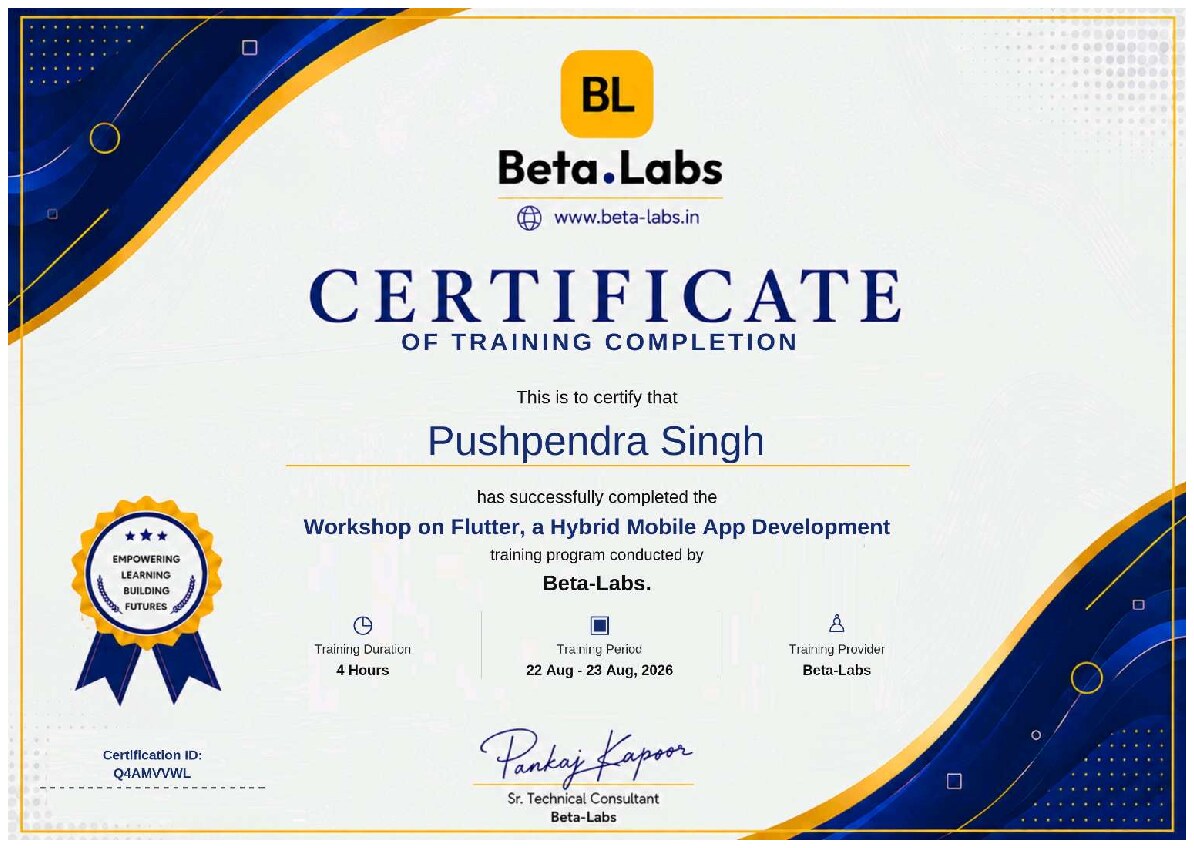 BL
Beta.Labs
www.beta-labs.in
CERTIFICATE
OF TRAINING COMPLETION
This is to certify that
Pushpendra Singh
has successfully completed the
Workshop on Flutter, a Hybrid Mobile App Development
training program conducted by
Beta-Labs.
EMPOWERING
LEARNING
BUILDING
FUTURES
Training Duration
4 Hours
Training Period
22 Aug - 23 Aug, 2026
Training Provider
Beta-Labs
Certification ID:
Q4AMVVWL
Pankaj Kapoor
Sr. Technical Consultant
Beta-Labs